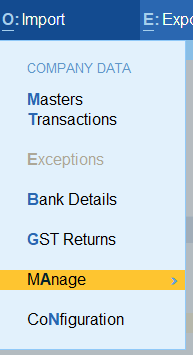 O: Import E: Expo
COMPANY DATA
Masters
Transactions
Exceptions
Bank Details
GST Returns
MAnage
CoNfiguration